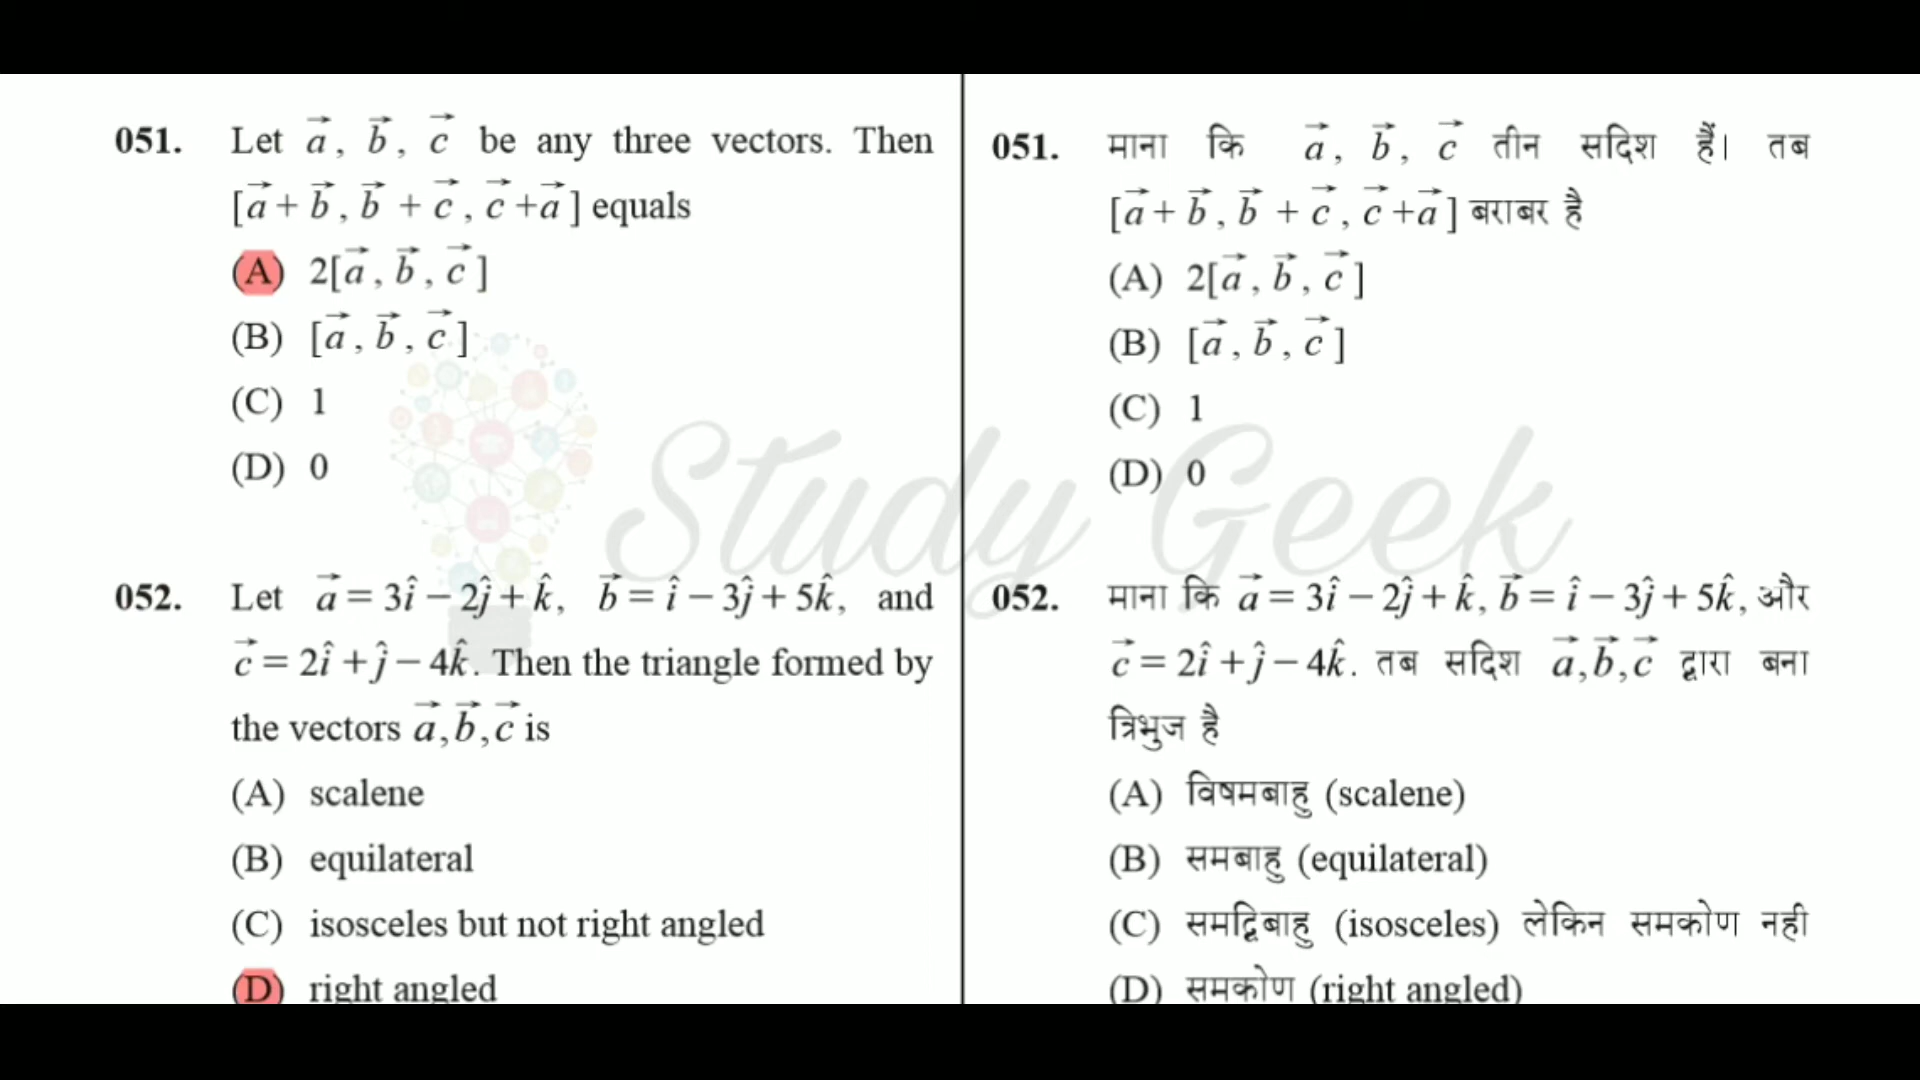 051. Let a⃗, b⃗, c⃗ be any three vectors. Then
[a⃗+b⃗, b⃗+c⃗, c⃗+a⃗] equals
(A) 2[a⃗, b⃗, c⃗]
(B) [a⃗, b⃗, c⃗]
(C) 1
(D) 0
052. Let a⃗ = 3î − 2ĵ + k̂, b⃗ = î − 3ĵ + 5k̂, and
c⃗ = 2î + ĵ − 4k̂. Then the triangle formed by
the vectors a⃗, b⃗, c⃗ is
(A) scalene
(B) equilateral
(C) isosceles but not right angled
(D) right angled
051. माना कि a⃗, b⃗, c⃗ तीन सदिश हैं। तब
[a⃗+b⃗, b⃗+c⃗, c⃗+a⃗] बराबर है
(A) 2[a⃗, b⃗, c⃗]
(B) [a⃗, b⃗, c⃗]
(C) 1
(D) 0
052. माना कि a⃗ = 3î − 2ĵ + k̂, b⃗ = î − 3ĵ + 5k̂, और
c⃗ = 2î + ĵ − 4k̂. तब सदिश a⃗, b⃗, c⃗ द्वारा बना
त्रिभुज है
(A) विषमबाहु (scalene)
(B) समबाहु (equilateral)
(C) समद्विबाहु (isosceles) लेकिन समकोण नही
(D) समकोण (right angled)
Study Geek